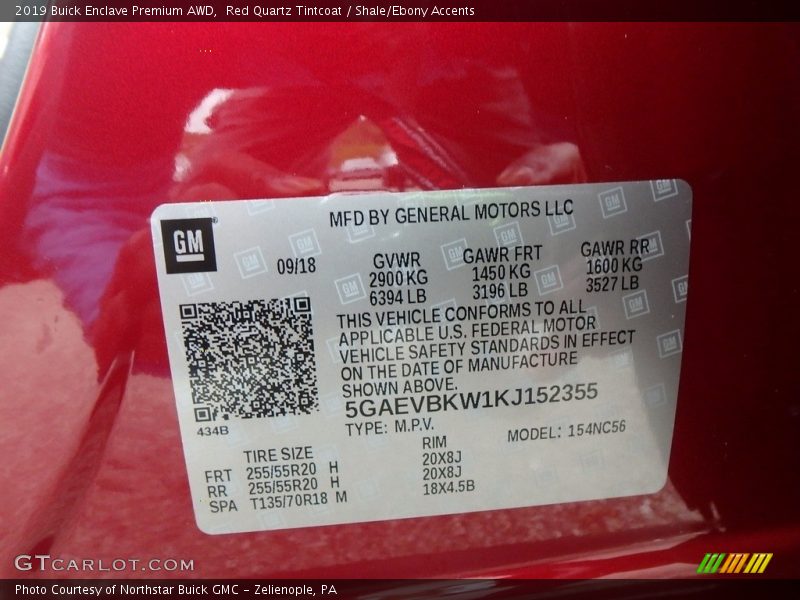 2019 Buick Enclave Premium AWD,  Red Quartz Tintcoat / Shale/Ebony Accents
MFD BY GENERAL MOTORS LLC
GM®
09/18
GVWR GAWR FRT GAWR RR
2900 KG 1450 KG 1600 KG
6394 LB 3196 LB 3527 LB
THIS VEHICLE CONFORMS TO ALL
APPLICABLE U.S. FEDERAL MOTOR
VEHICLE SAFETY STANDARDS IN EFFECT
ON THE DATE OF MANUFACTURE
SHOWN ABOVE.
434B
5GAEVBKW1KJ152355
TYPE: M.P.V. MODEL: 154NC56
TIRE SIZE RIM
FRT 255/55R20 H 20X8J
RR 255/55R20 H 20X8J
SPA T135/70R18 M 18X4.5B
GTCARLOT.COM
Photo Courtesy of Northstar Buick GMC – Zelienople, PA